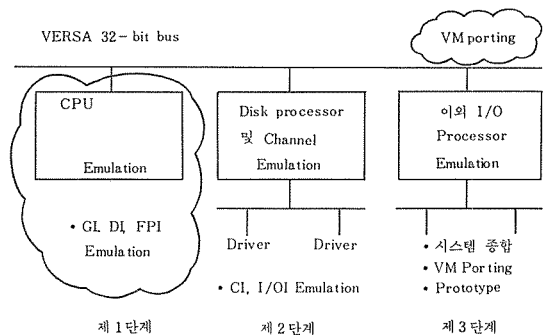 VERSA 32-bit bus
VM porting
CPU
Emulation
• GI, DI, FPI
Emulation
Disk processor
및 Channel
Emulation
Driver Driver
• CI, I/OI Emulation
이외 I/O
Processor
Emulation
• 시스템 종합
• VM Porting
• Prototype
제 1 단계
제 2 단계
제 3 단계